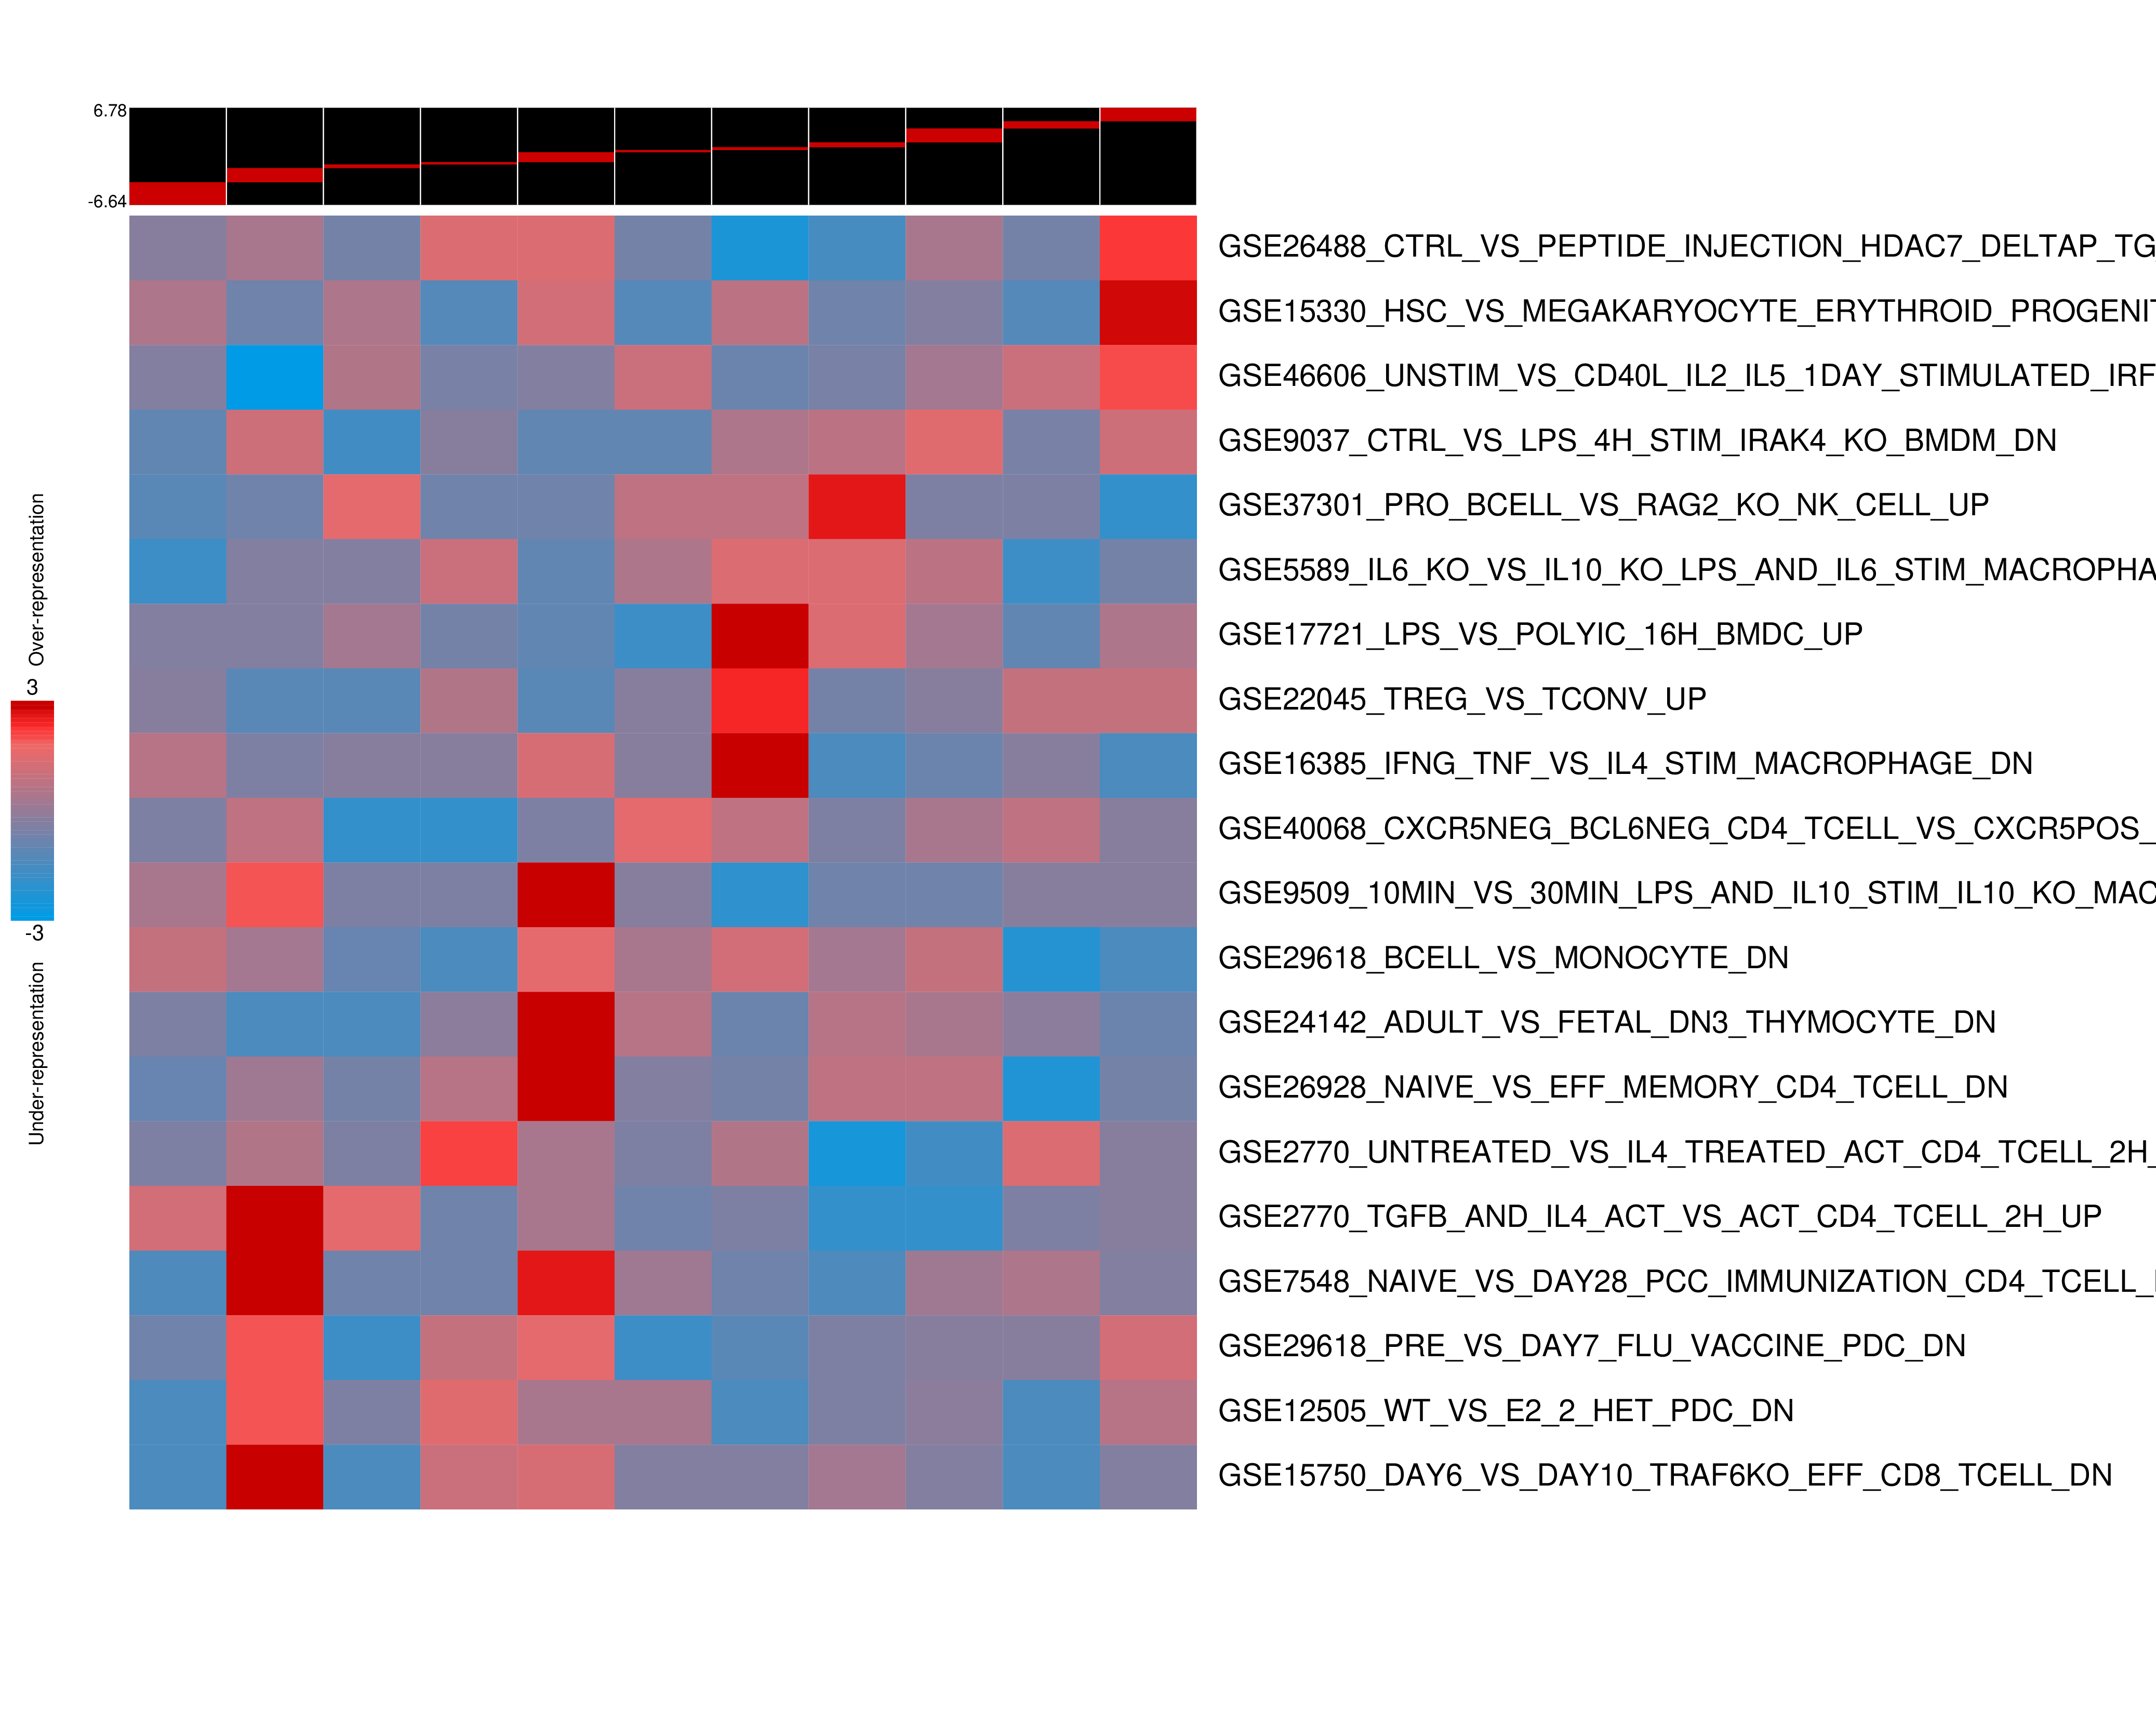 6.78
-6.64
GSE26488_CTRL_VS_PEPTIDE_INJECTION_HDAC7_DELTAP_TG
GSE15330_HSC_VS_MEGAKARYOCYTE_ERYTHROID_PROGENI
GSE46606_UNSTIM_VS_CD40L_IL2_IL5_1DAY_STIMULATED_IRF
GSE9037_CTRL_VS_LPS_4H_STIM_IRAK4_KO_BMDM_DN
GSE37301_PRO_BCELL_VS_RAG2_KO_NK_CELL_UP
GSE5589_IL6_KO_VS_IL10_KO_LPS_AND_IL6_STIM_MACROPHA
GSE17721_LPS_VS_POLYIC_16H_BMDC_UP
GSE22045_TREG_VS_TCONV_UP
GSE16385_IFNG_TNF_VS_IL4_STIM_MACROPHAGE_DN
GSE40068_CXCR5NEG_BCL6NEG_CD4_TCELL_VS_CXCR5POS_
GSE9509_10MIN_VS_30MIN_LPS_AND_IL10_STIM_IL10_KO_MAC
GSE29618_BCELL_VS_MONOCYTE_DN
GSE24142_ADULT_VS_FETAL_DN3_THYMOCYTE_DN
GSE26928_NAIVE_VS_EFF_MEMORY_CD4_TCELL_DN
GSE2770_UNTREATED_VS_IL4_TREATED_ACT_CD4_TCELL_2H_
GSE2770_TGFB_AND_IL4_ACT_VS_ACT_CD4_TCELL_2H_UP
GSE7548_NAIVE_VS_DAY28_PCC_IMMUNIZATION_CD4_TCELL_
GSE29618_PRE_VS_DAY7_FLU_VACCINE_PDC_DN
GSE12505_WT_VS_E2_2_HET_PDC_DN
GSE15750_DAY6_VS_DAY10_TRAF6KO_EFF_CD8_TCELL_DN
Over-representation
3
-3
Under-representation